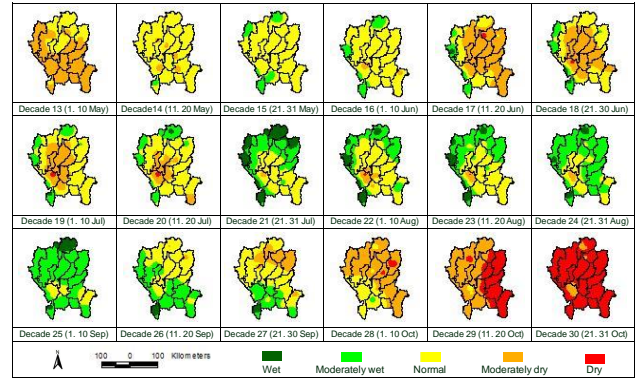 Decade 13 (1. 10 May) Decade14 (11. 20 May) Decade 15 (21. 31 May) Decade 16 (1. 10 Jun) Decade 17 (11. 20 Jun) Decade 18 (21. 30 Jun)
Decade 19 (1. 10 Jul) Decade 20 (11. 20 Jul) Decade 21 (21. 31 Jul) Decade 22 (1. 10 Aug) Decade 23 (11. 20 Aug) Decade 24 (21. 31 Aug)
Decade 25 (1. 10 Sep) Decade 26 (11. 20 Sep) Decade 27 (21. 30 Sep) Decade 28 (1. 10 Oct) Decade 29 (11. 20 Oct) Decade 30 (21. 31 Oct)
N 100 0 100 Kilometers
Wet Moderately wet Normal Moderately dry Dry